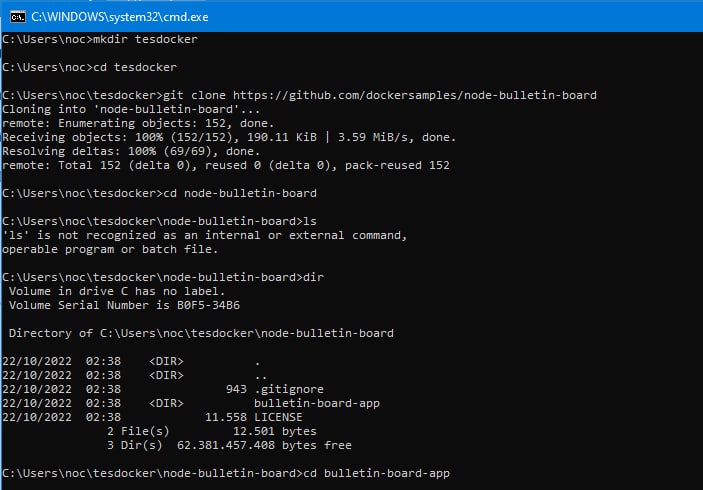 C:\WINDOWS\system32\cmd.exe
C:\Users\noc>mkdir tesdocker
C:\Users\noc>cd tesdocker
C:\Users\noc\tesdocker>git clone https://github.com/dockersamples/node-bulletin-board
Cloning into 'node-bulletin-board'...
remote: Enumerating objects: 152, done.
Receiving objects: 100% (152/152), 190.11 KiB | 3.59 MiB/s, done.
Resolving deltas: 100% (69/69), done.
remote: Total 152 (delta 0), reused 0 (delta 0), pack-reused 152
C:\Users\noc\tesdocker>cd node-bulletin-board
C:\Users\noc\tesdocker\node-bulletin-board>ls
'ls' is not recognized as an internal or external command,
operable program or batch file.
C:\Users\noc\tesdocker\node-bulletin-board>dir
Volume in drive C has no label.
Volume Serial Number is B0F5-34B6
Directory of C:\Users\noc\tesdocker\node-bulletin-board
22/10/2022  02:38    <DIR>          .
22/10/2022  02:38    <DIR>          ..
22/10/2022  02:38               943 .gitignore
22/10/2022  02:38    <DIR>          bulletin-board-app
22/10/2022  02:38            11.558 LICENSE
2 File(s)         12.501 bytes
3 Dir(s)  62.381.457.408 bytes free
C:\Users\noc\tesdocker\node-bulletin-board>cd bulletin-board-app